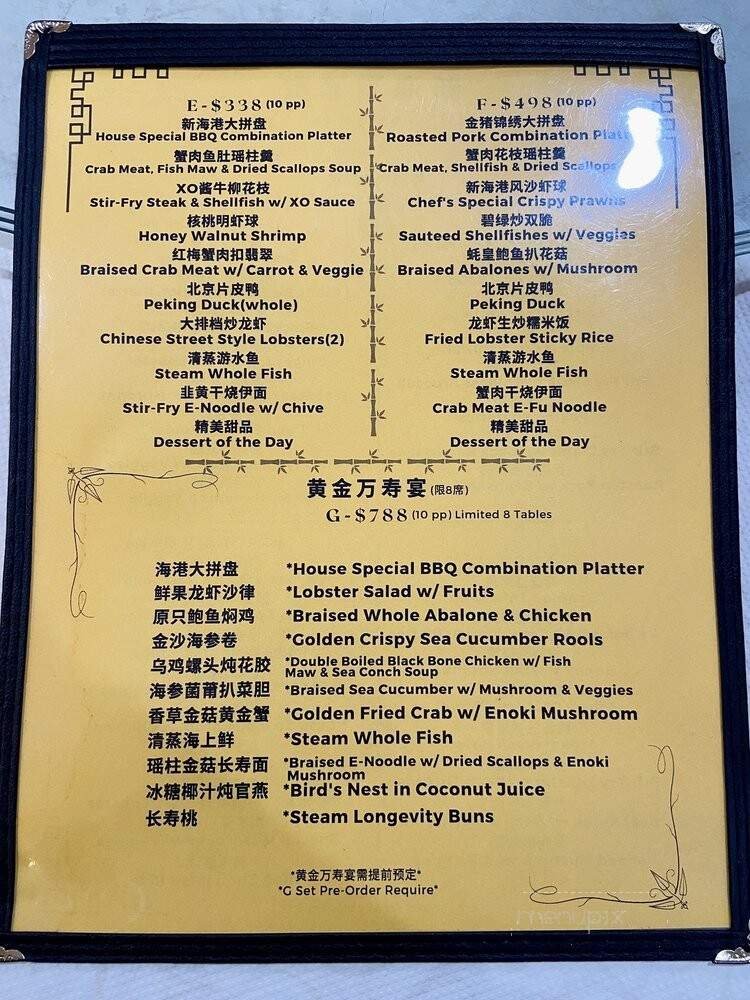 E-$338 (10 pp)
新海港大拼盘
House Special BBQ Combination Platter
蟹肉鱼肚瑶柱羹
Crab Meat, Fish Maw & Dried Scallops Soup
XO酱牛柳花枝
Stir-Fry Steak & Shellfish w/ XO Sauce
核桃明虾球
Honey Walnut Shrimp
红梅蟹肉扣翡翠
Braised Crab Meat w/ Carrot & Veggie
北京片皮鸭
Peking Duck(whole)
大排档炒龙虾
Chinese Street Style Lobsters(2)
清蒸游水鱼
Steam Whole Fish
韭黄干烧伊面
Stir-Fry E-Noodle w/ Chive
精美甜品
Dessert of the Day
F-$498 (10 pp)
金猪锦绣大拼盘
Roasted Pork Combination
蟹肉花枝瑶柱羹
Crab Meat, Shellfish & Dried Scallops
新海港风沙虾球
Chef's Special Crispy Prawns
碧绿炒双脆
Sauteed Shellfishes w/ Veggies
蚝皇鲍鱼扒花菇
Braised Abalones w/ Mushroom
北京片皮鸭
Peking Duck
龙虾生炒糯米饭
Fried Lobster Sticky Rice
清蒸游水鱼
Steam Whole Fish
蟹肉干烧伊面
Crab Meat E-Fu Noodle
精美甜品
Dessert of the Day
黄金万寿宴 (限8席)
G-$788 (10 pp) Limited 8 Tables
海港大拼盘 *House Special BBQ Combination Platter
鲜果龙虾沙律 *Lobster Salad w/ Fruits
原只鲍鱼焖鸡 *Braised Whole Abalone & Chicken
金沙海参卷 *Golden Crispy Sea Cucumber Rools
乌鸡螺头炖花胶 *Double Boiled Black Bone Chicken w/ Fish
Maw & Sea Conch Soup
海参菌莆扒菜胆 *Braised Sea Cucumber w/ Mushroom & Veggies
香草金菇黄金蟹 *Golden Fried Crab w/ Enoki Mushroom
清蒸海上鲜 *Steam Whole Fish
瑶柱金菇长寿面 *Braised E-Noodle w/ Dried Scallops & Enoki
Mushroom
冰糖椰汁炖官燕 *Bird's Nest in Coconut Juice
长寿桃 *Steam Longevity Buns
*黄金万寿宴需提前预定*
*G Set Pre-Order Require*
menupix